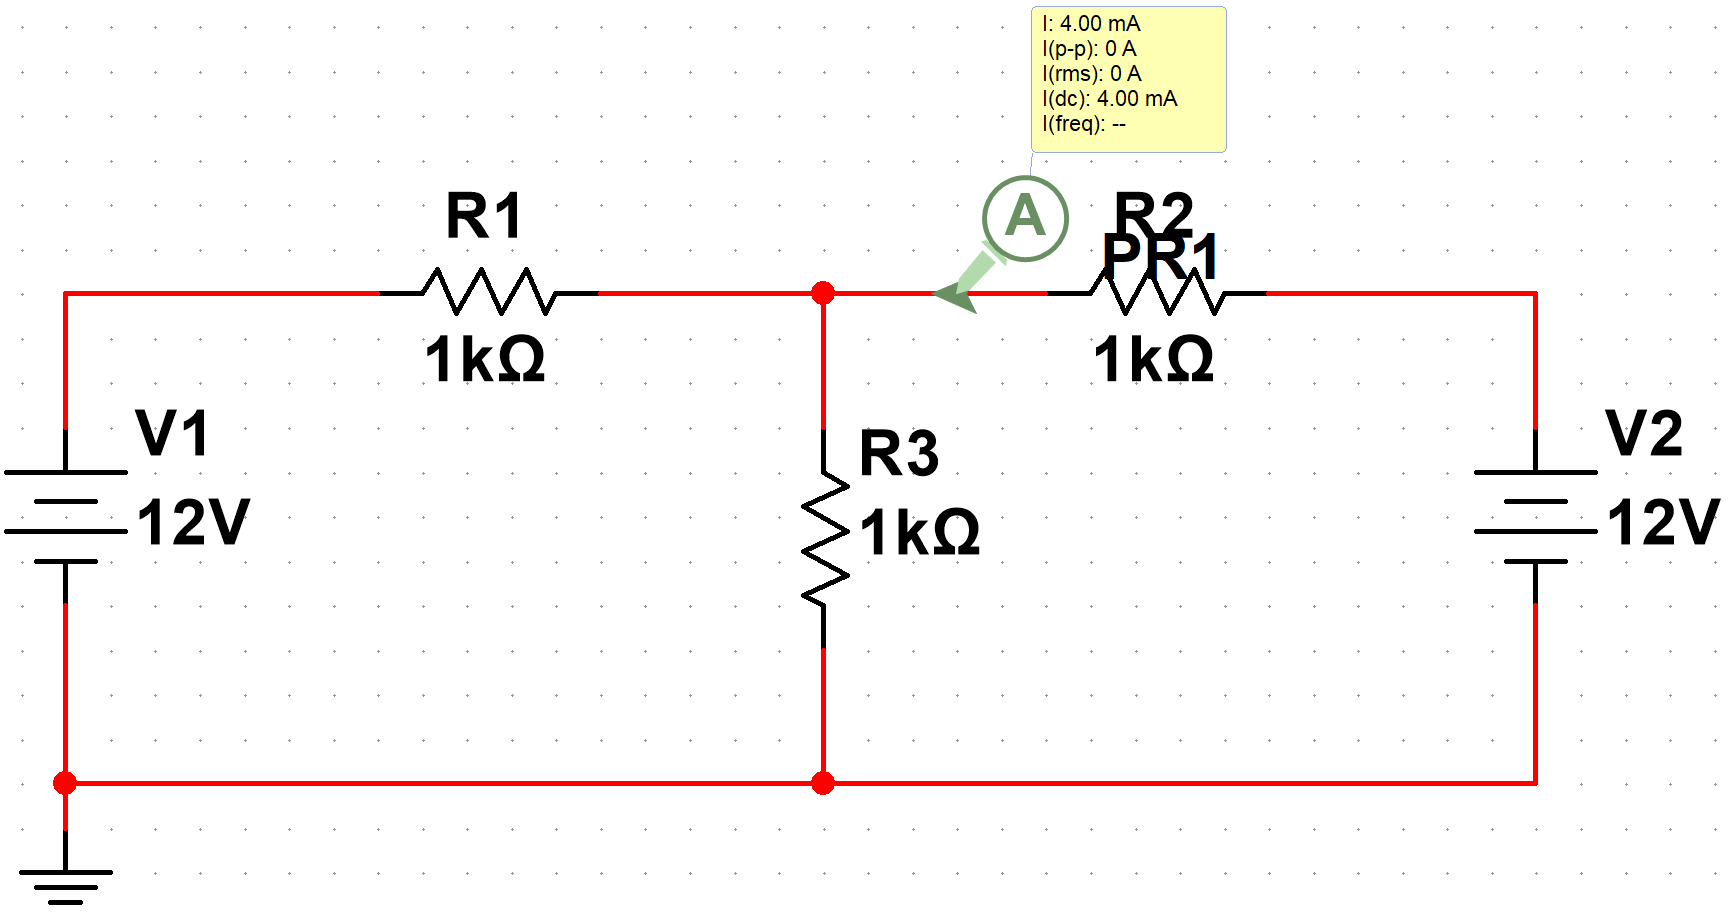 I: 4.00 mA
I(p-p): 0 A
I(rms): 0 A
I(dc): 4.00 mA
I(freq): --
A
R1
1kΩ
R2
PR1
1kΩ
V1
12V
R3
1kΩ
V2
12V